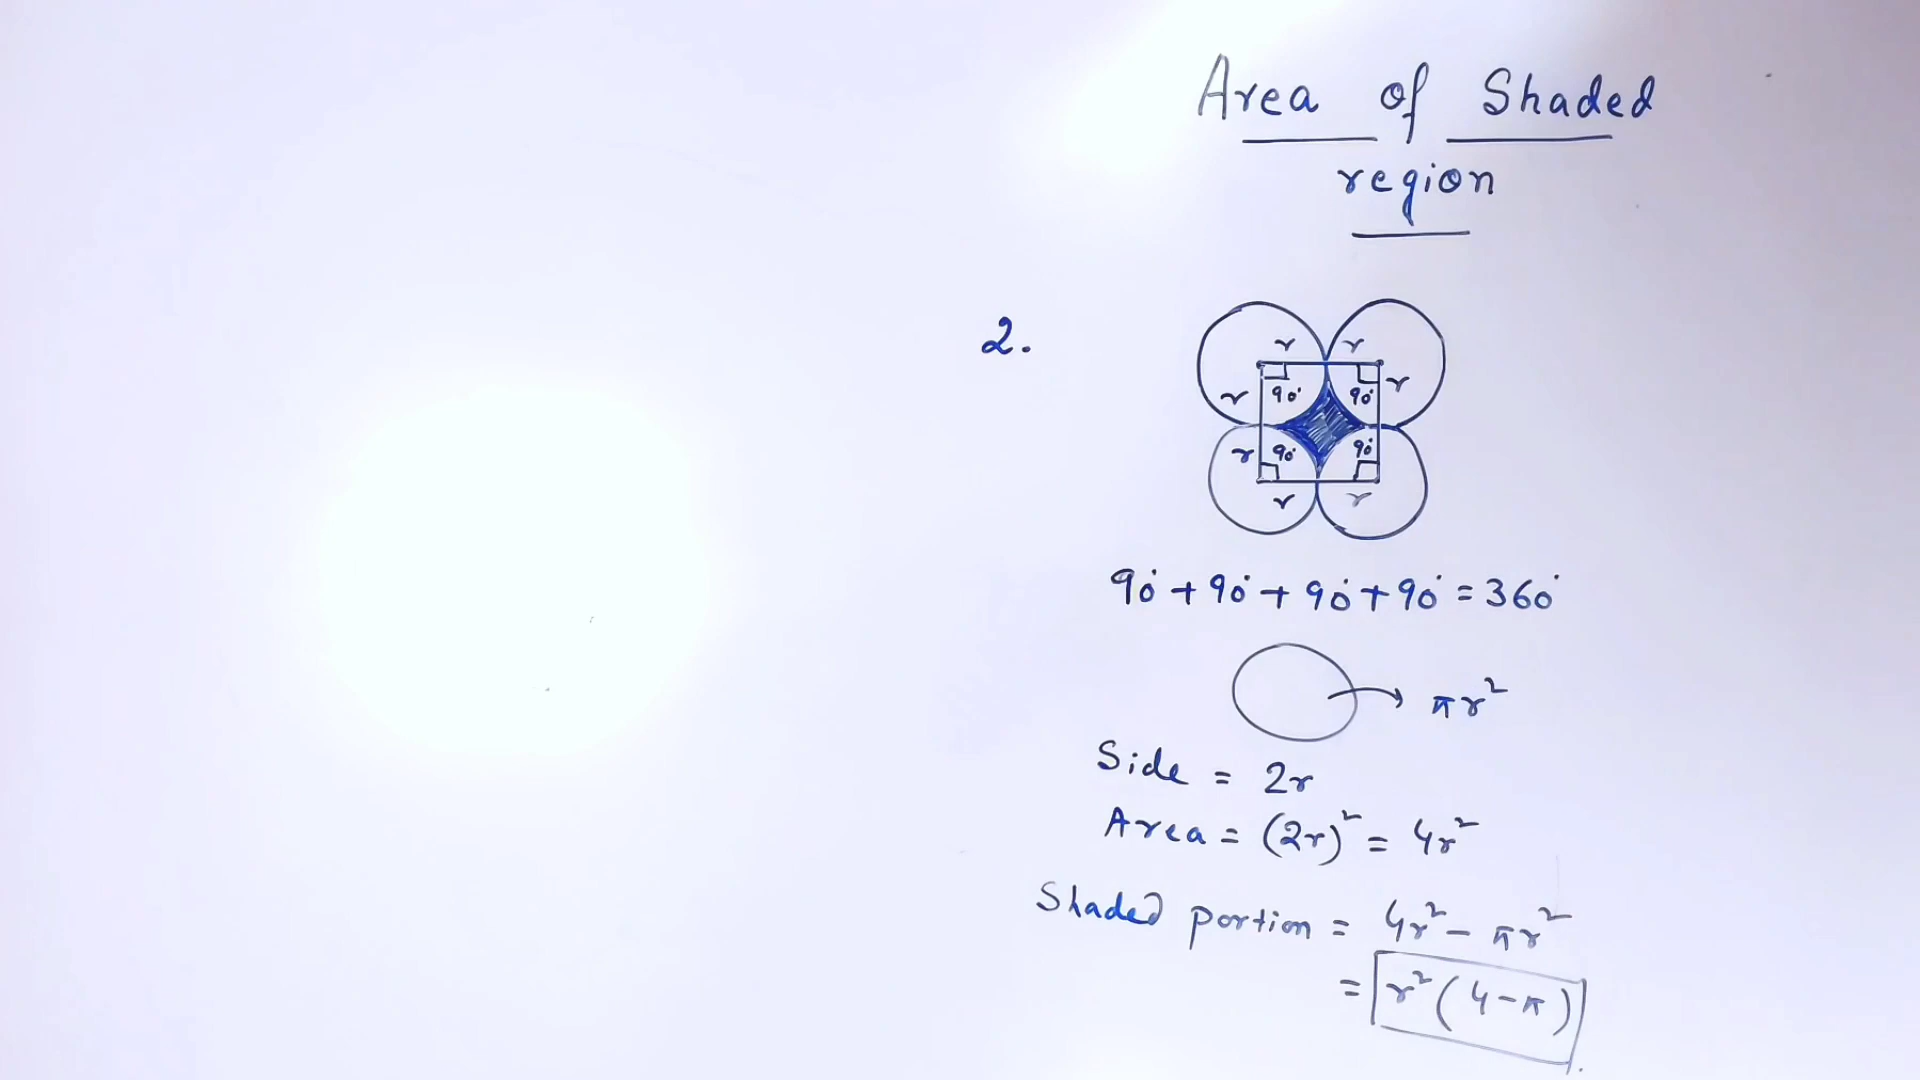 Area of Shaded
region
2.
r r
90° 90° r
r
r 90° 90°
r r
90° + 90° + 90° + 90° = 360°
πr²
Side = 2r
Area = (2r)² = 4r²
Shaded portion = 4r² - πr²
= r² (4-π)